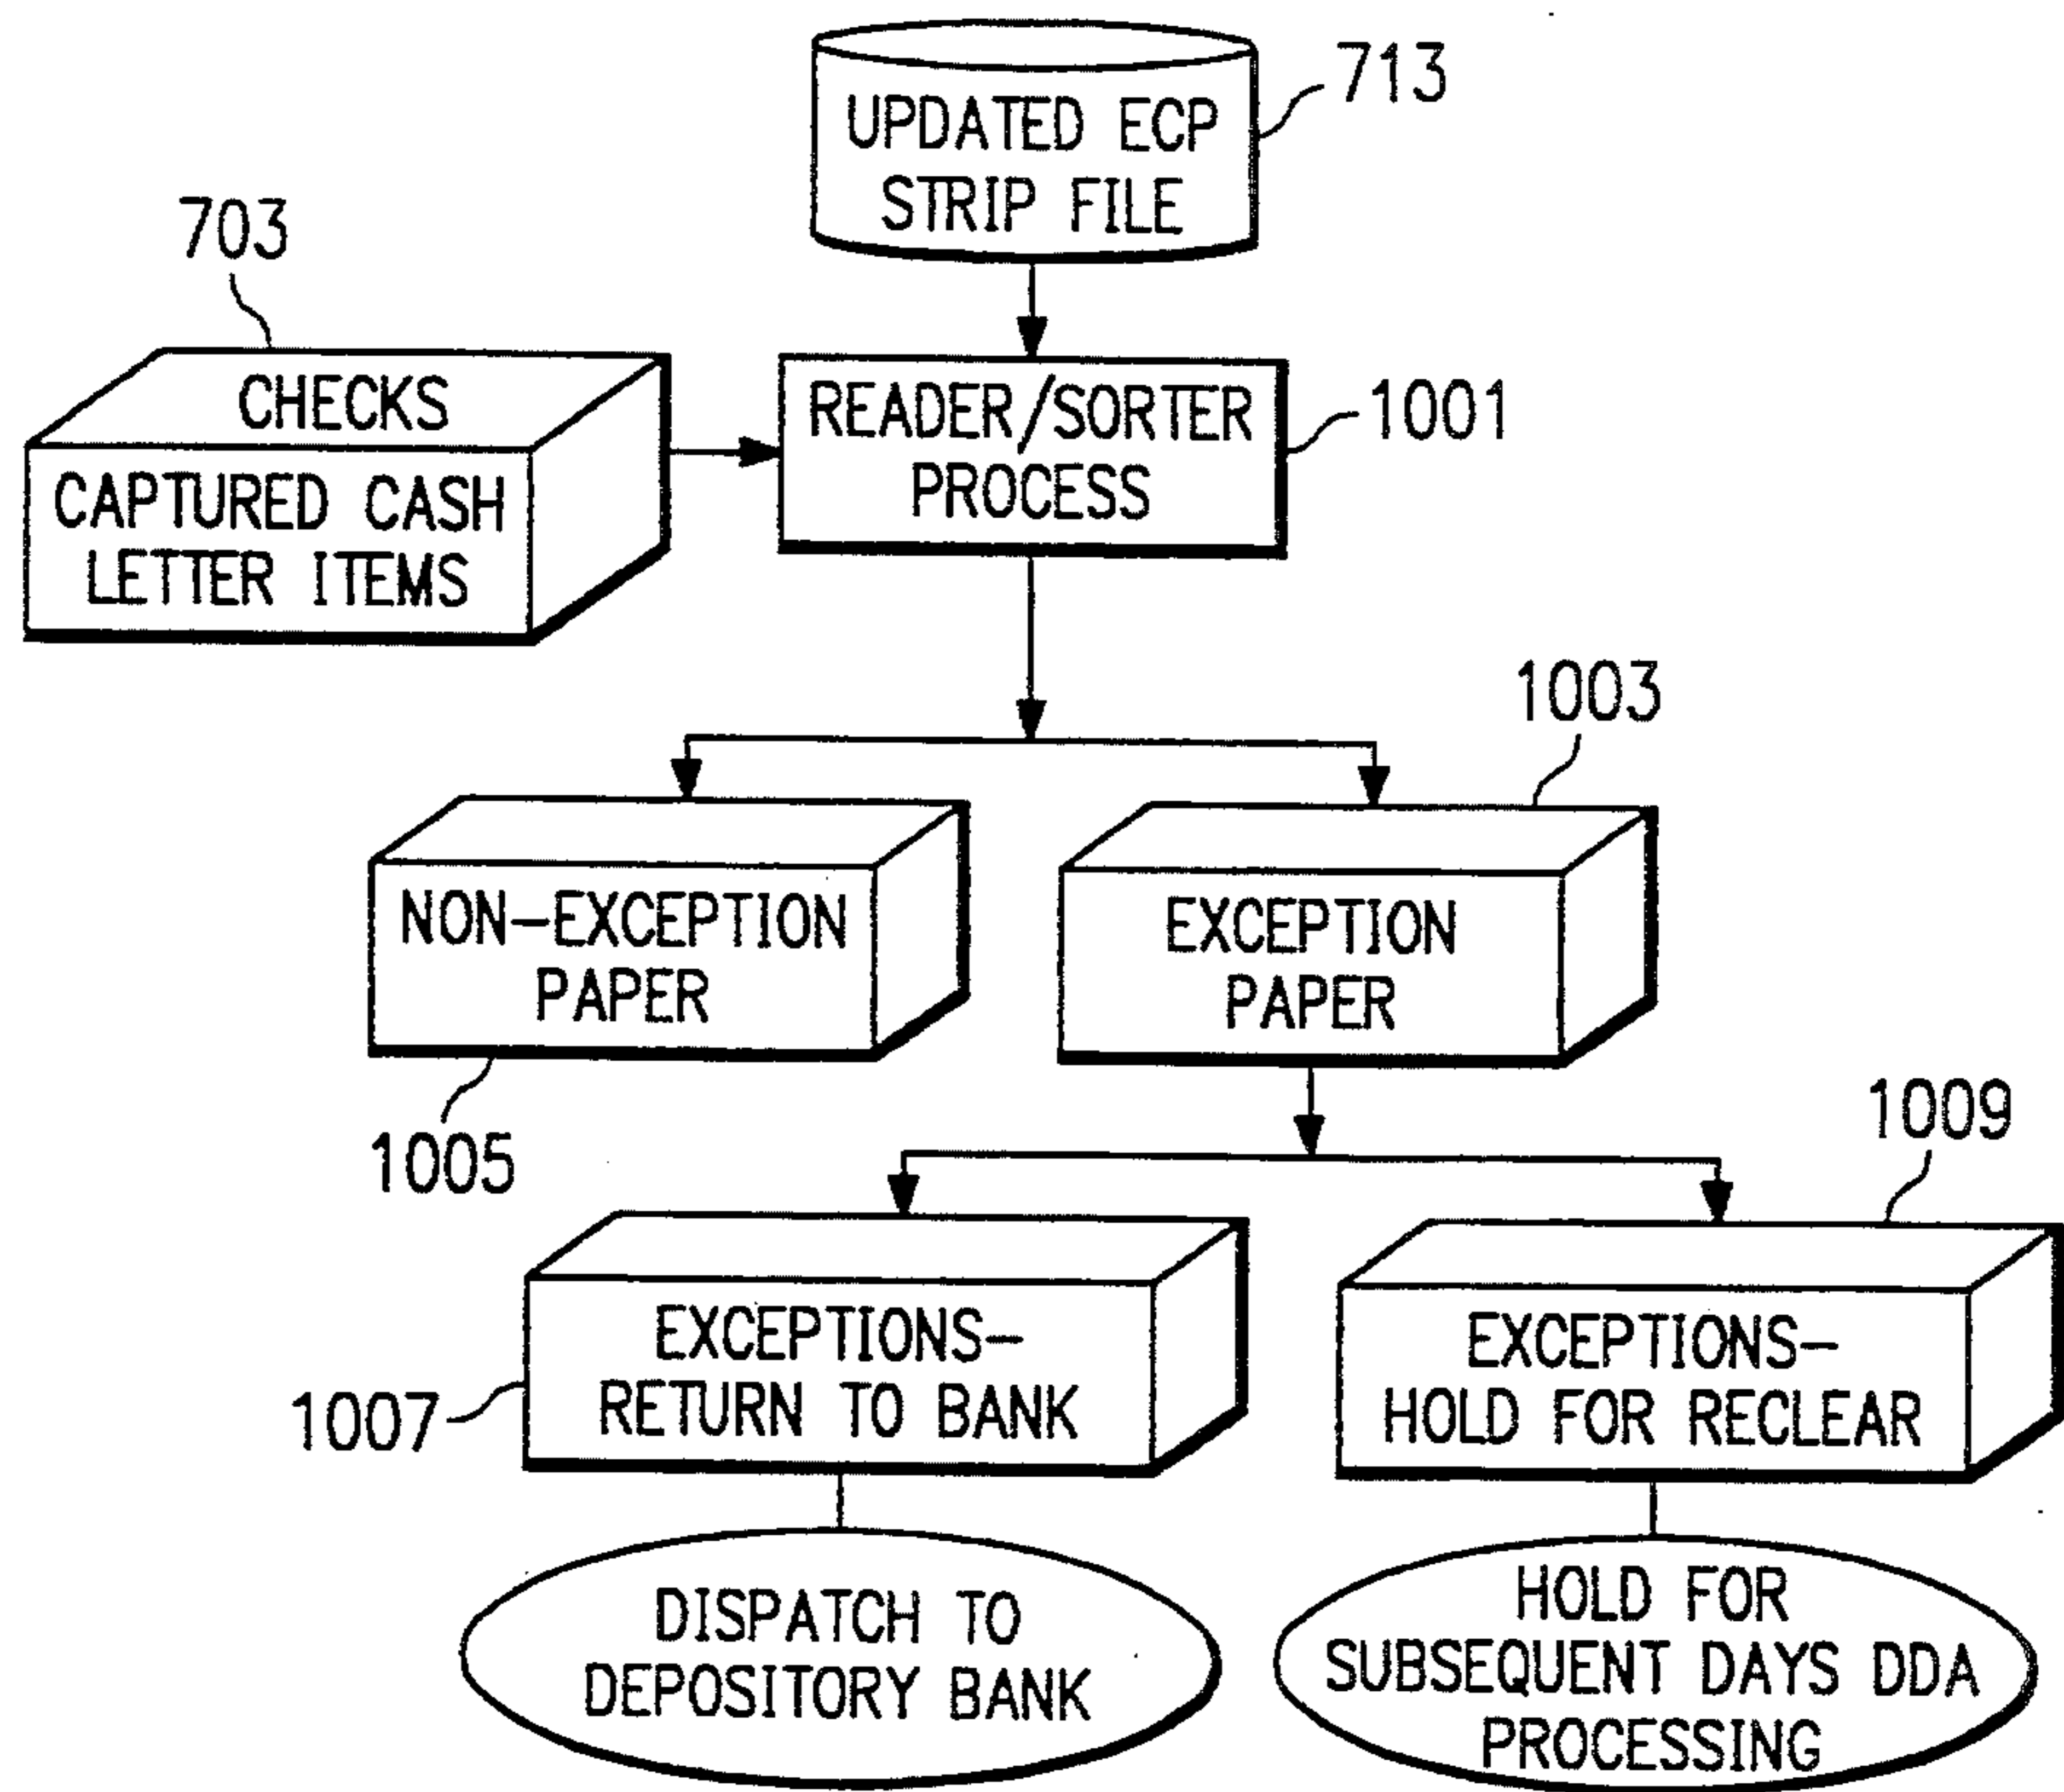 713
UPDATED ECP
STRIP FILE
703
CHECKS
CAPTURED CASH
LETTER ITEMS
READER/SORTER
PROCESS
1001
1003
NON-EXCEPTION
PAPER
EXCEPTION
PAPER
1005
1009
EXCEPTIONS-
RETURN TO BANK
1007
EXCEPTIONS-
HOLD FOR RECLEAR
DISPATCH TO
DEPOSITORY BANK
HOLD FOR
SUBSEQUENT DAYS DDA
PROCESSING